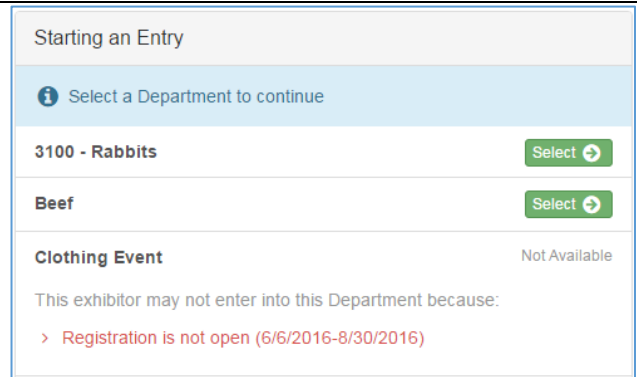 Starting an Entry
Select a Department to continue
3100 - Rabbits Select
Beef Select
Clothing Event Not Available
This exhibitor may not enter into this Department because:
> Registration is not open (6/6/2016-8/30/2016)